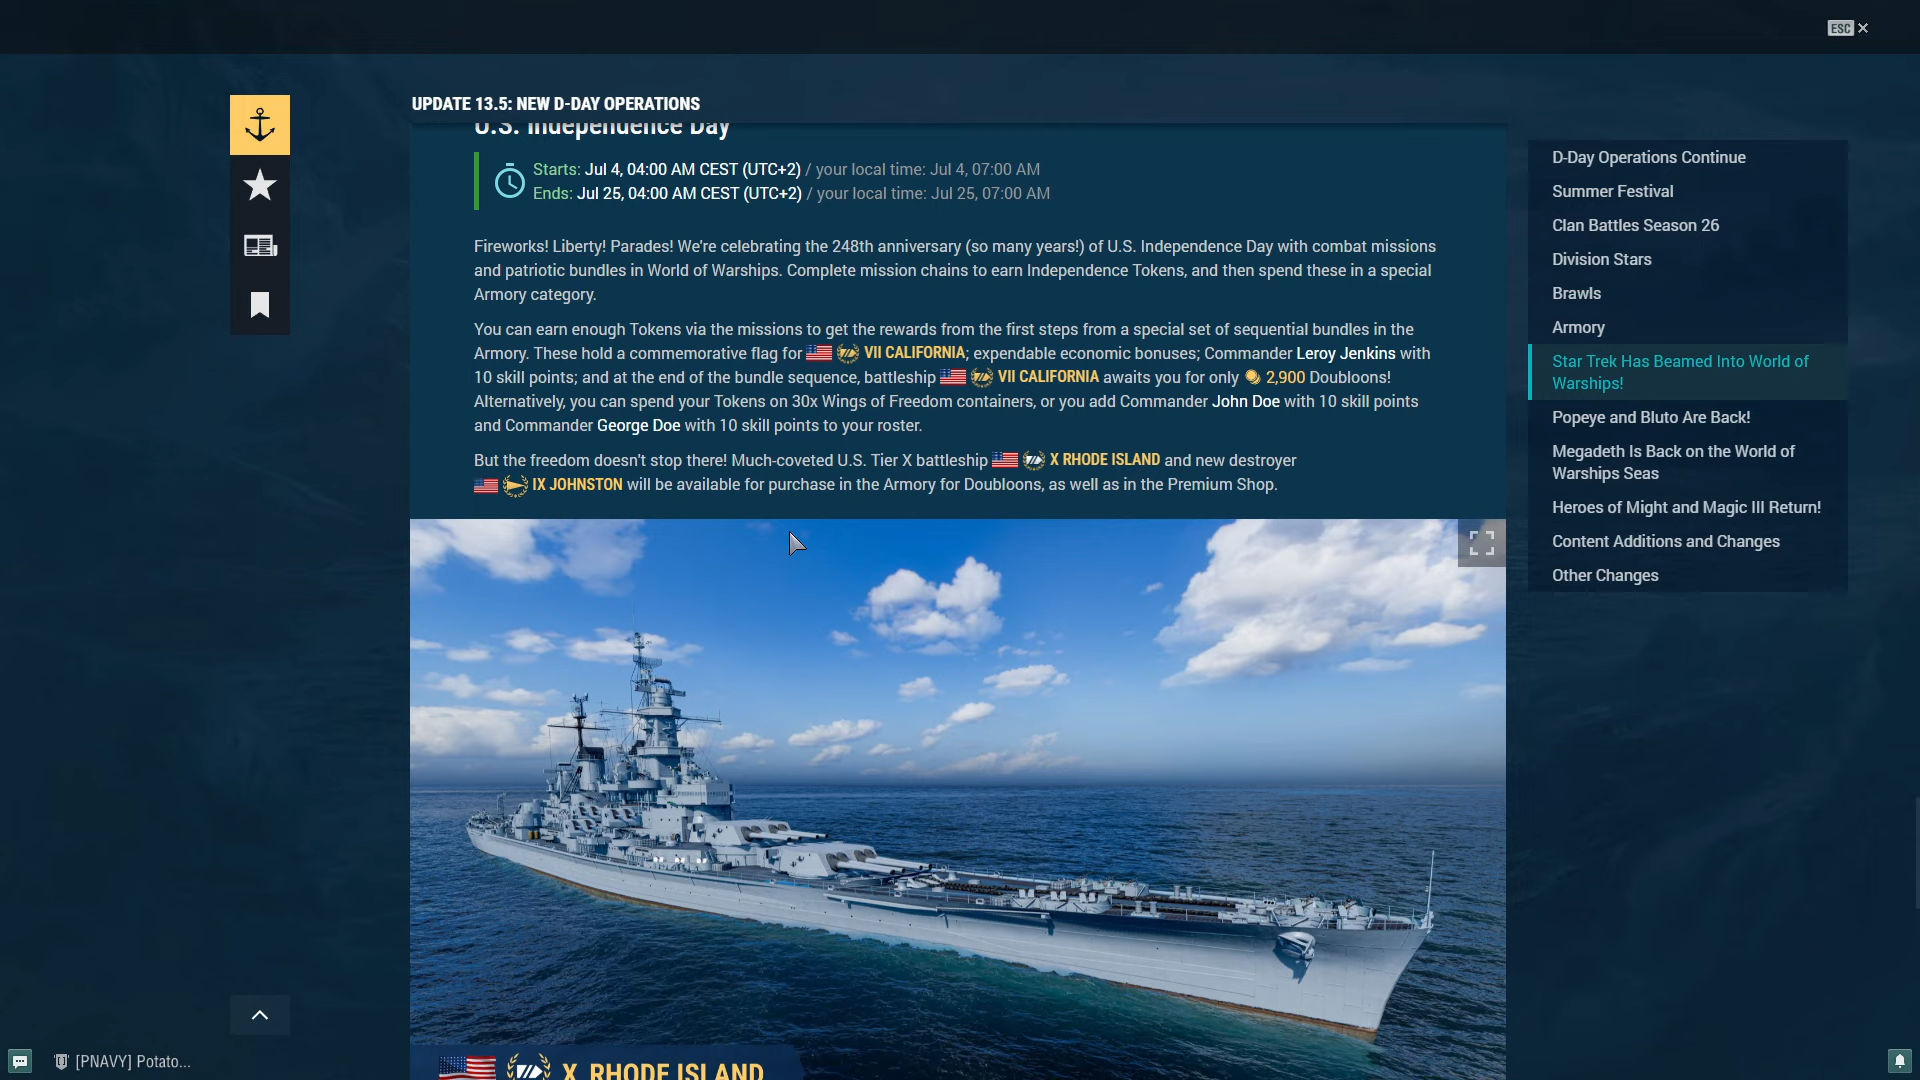 ESC ×
UPDATE 13.5: NEW D-DAY OPERATIONS
U.S. Independence Day
Starts: Jul 4, 04:00 AM CEST (UTC+2) / your local time: Jul 4, 07:00 AM
Ends: Jul 25, 04:00 AM CEST (UTC+2) / your local time: Jul 25, 07:00 AM
Fireworks! Liberty! Parades! We're celebrating the 248th anniversary (so many years!) of U.S. Independence Day with combat missions
and patriotic bundles in World of Warships. Complete mission chains to earn Independence Tokens, and then spend these in a special
Armory category.
You can earn enough Tokens via the missions to get the rewards from the first steps from a special set of sequential bundles in the
Armory. These hold a commemorative flag for VII CALIFORNIA; expendable economic bonuses; Commander Leroy Jenkins with
10 skill points; and at the end of the bundle sequence, battleship VII CALIFORNIA awaits you for only 2,900 Doubloons!
Alternatively, you can spend your Tokens on 30x Wings of Freedom containers, or you add Commander John Doe with 10 skill points
and Commander George Doe with 10 skill points to your roster.
But the freedom doesn't stop there! Much-coveted U.S. Tier X battleship X RHODE ISLAND and new destroyer
IX JOHNSTON will be available for purchase in the Armory for Doubloons, as well as in the Premium Shop.
X RHODE ISLAND
D-Day Operations Continue
Summer Festival
Clan Battles Season 26
Division Stars
Brawls
Armory
Star Trek Has Beamed Into World of
Warships!
Popeye and Bluto Are Back!
Megadeth Is Back on the World of
Warships Seas
Heroes of Might and Magic III Return!
Content Additions and Changes
Other Changes
[PNAVY] Potato...